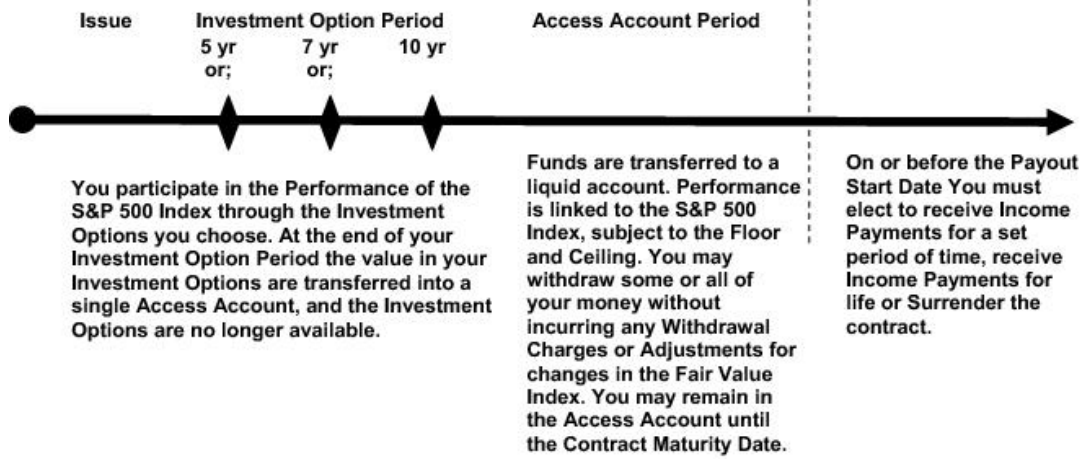 Issue
Investment Option Period
5 yr
or;
7 yr
or;
10 yr
Access Account Period
You participate in the Performance of the
S&P 500 Index through the Investment
Options you choose. At the end of your
Investment Option Period the value in your
Investment Options are transferred into a
single Access Account, and the Investment
Options are no longer available.
Funds are transferred to a
liquid account. Performance
is linked to the S&P 500
Index, subject to the Floor
and Ceiling. You may
withdraw some or all of
your money without
incurring any Withdrawal
Charges or Adjustments for
changes in the Fair Value
Index. You may remain in
the Access Account until
the Contract Maturity Date.
On or before the Payout
Start Date You must
elect to receive Income
Payments for a set
period of time, receive
Income Payments for
life or Surrender the
contract.